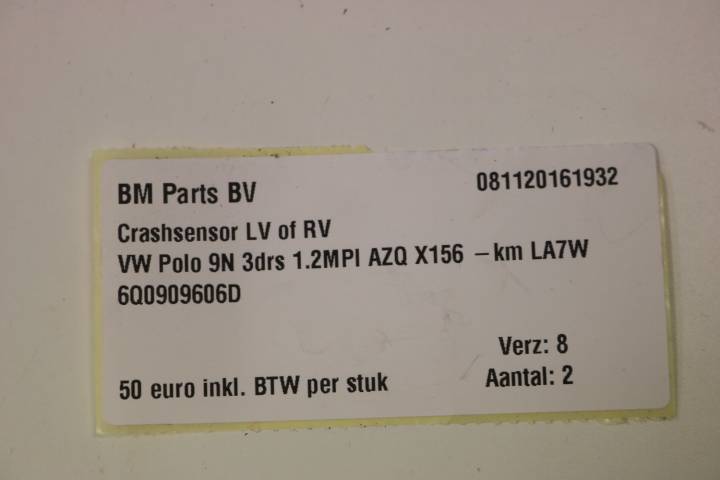 BM Parts BV 081120161932
Crashsensor LV of RV
VW Polo 9N 3drs 1.2MPI AZQ X156 – km LA7W
6Q0909606D
Verz: 8
50 euro inkl. BTW per stuk Aantal: 2